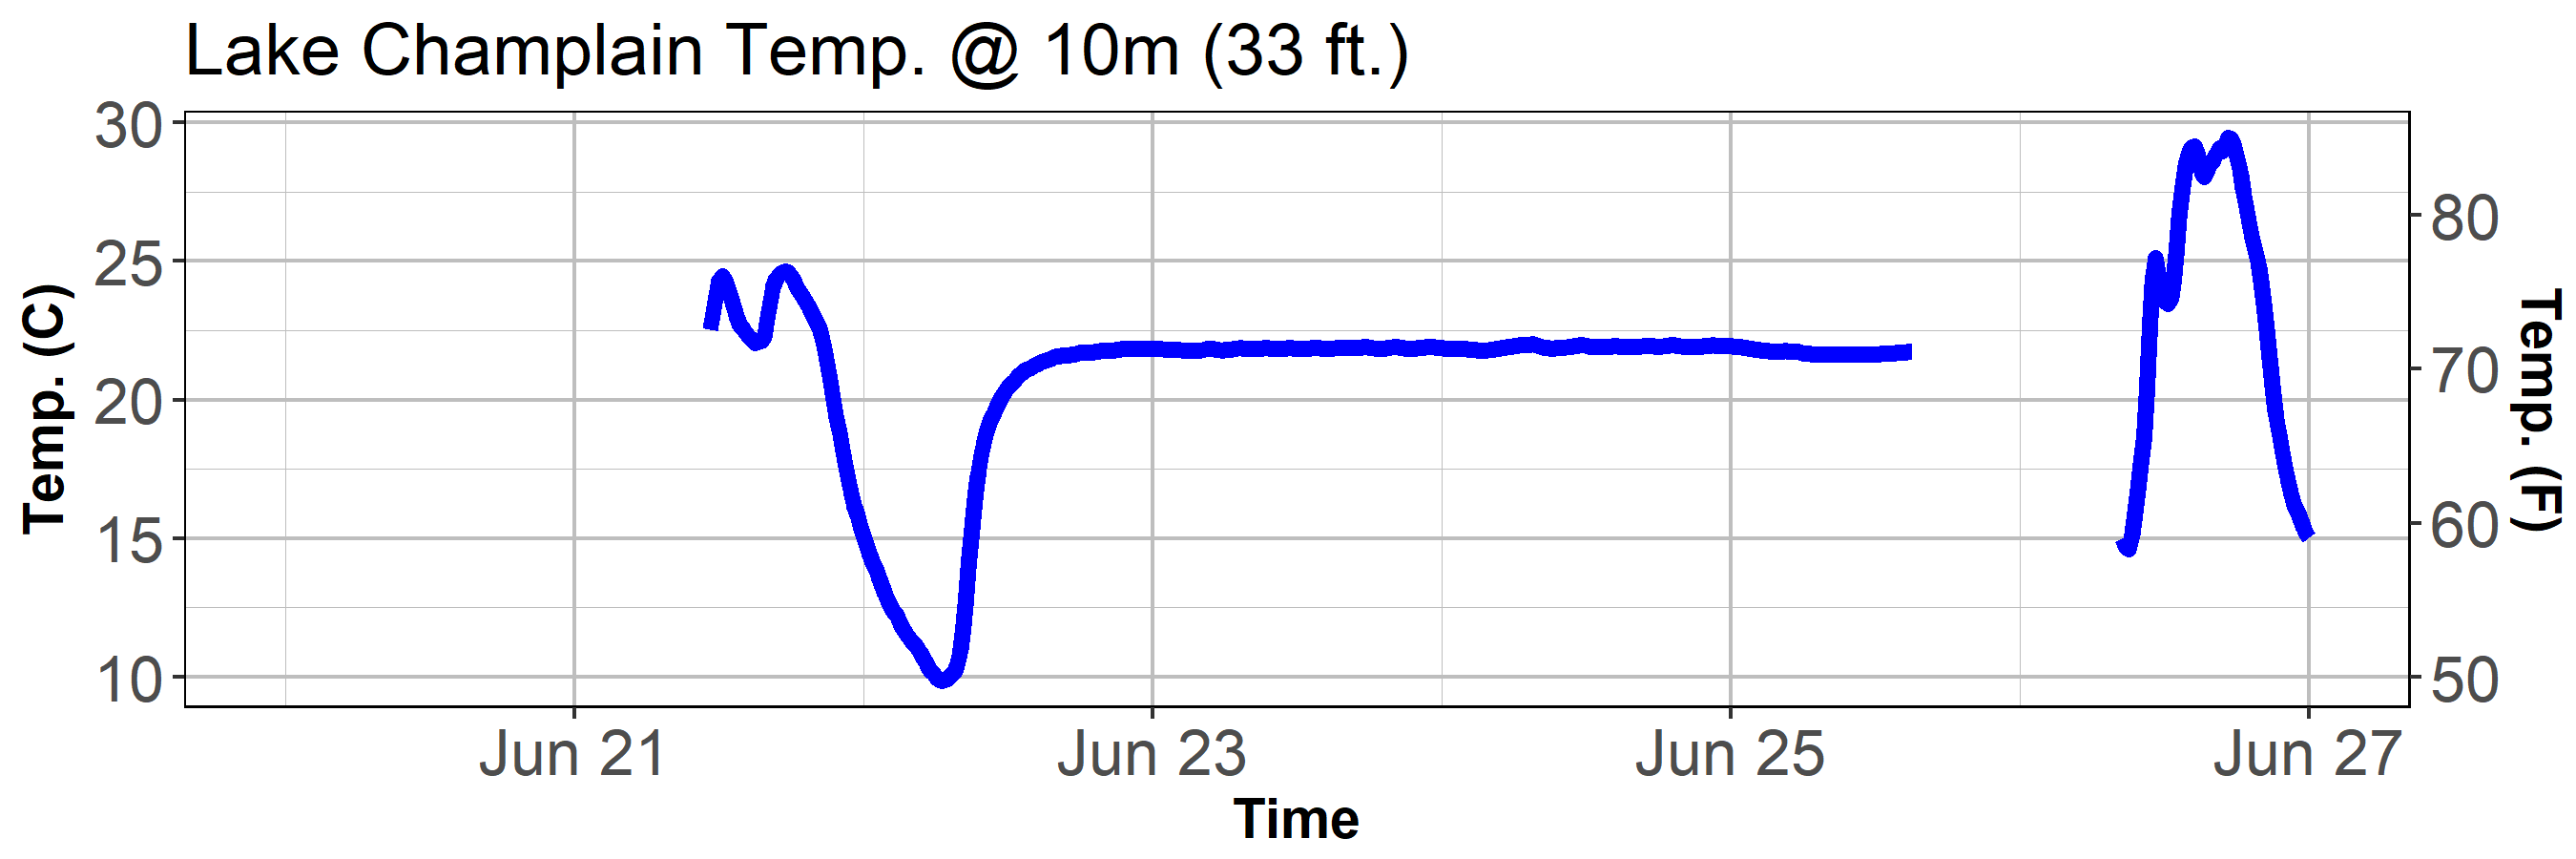 Lake Champlain Temp. @ 10m (33 ft.)
30
25
20
15
10
Temp. (C)
80
70
60
50
Temp. (F)
Jun 21
Jun 23
Jun 25
Jun 27
Time